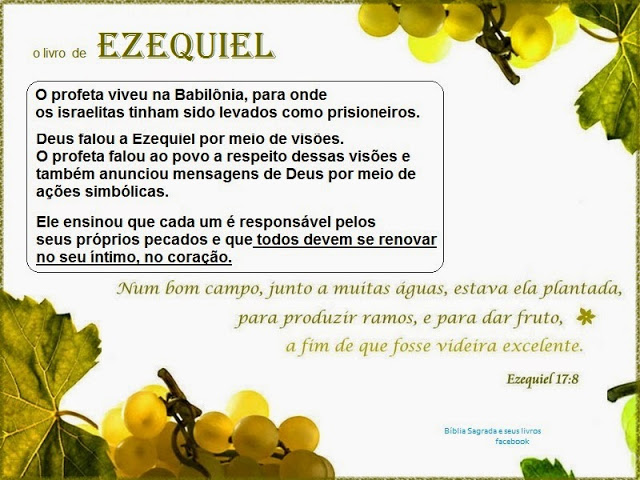 o livro de EZEQUIEL
O profeta viveu na Babilônia, para onde
os israelitas tinham sido levados como prisioneiros.
Deus falou a Ezequiel por meio de visões.
O profeta falou ao povo a respeito dessas visões e
também anunciou mensagens de Deus por meio de
ações simbólicas.
Ele ensinou que cada um é responsável pelos
seus próprios pecados e que todos devem se renovar
no seu íntimo, no coração.
Num bom campo, junto a muitas águas, estava ela plantada,
para produzir ramos, e para dar fruto,
a fim de que fosse videira excelente.
Ezequiel 17:8
Bíblia Sagrada e seus livros
facebook